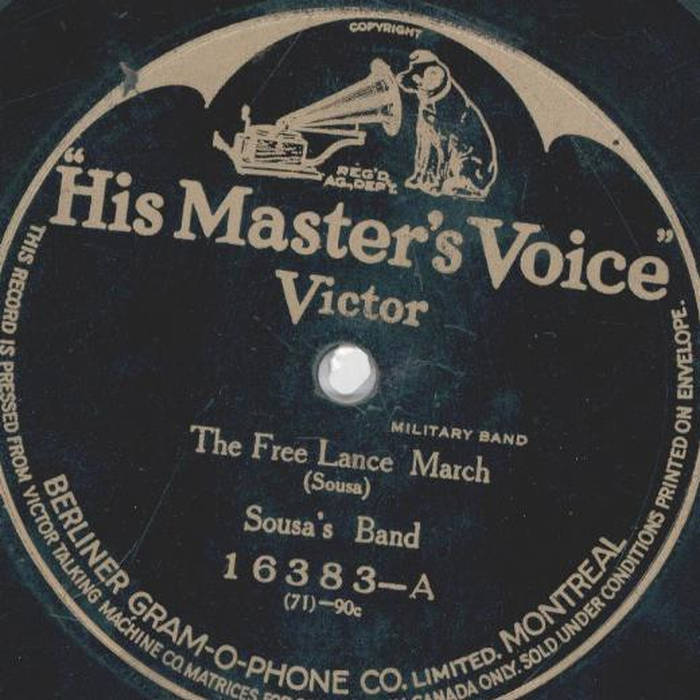 COPYRIGHT
REG'D.
AG, DEPT.
"His Master's Voice"
Victor
MILITARY BAND
The Free Lance March
(Sousa)
Sousa's Band
16383—A
(71)—90c
BERLINER GRAM-O-PHONE CO. LIMITED. MONTREAL
THIS RECORD IS PRESSED FROM VICTOR TALKING MACHINE CO. MATRICES FOR CANADA ONLY. SOLD UNDER CONDITIONS PRINTED ON ENVELOPE.